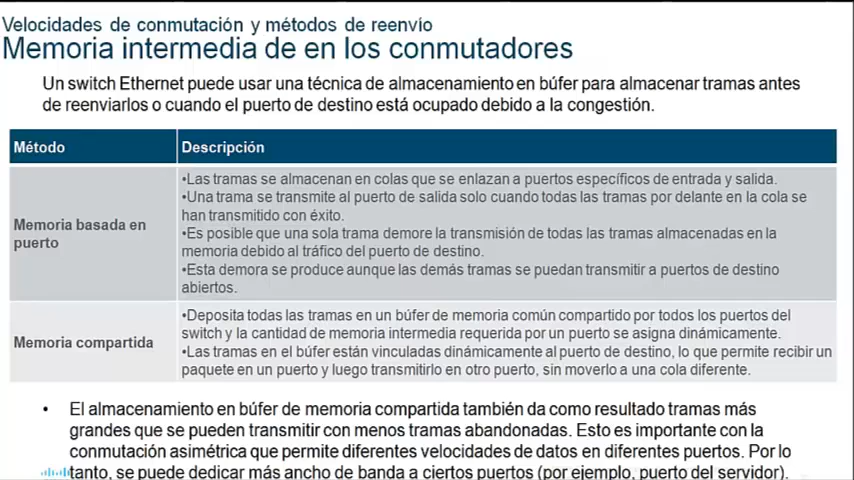 Velocidades de conmutación y métodos de reenvío
Memoria intermedia de en los conmutadores
Un switch Ethernet puede usar una técnica de almacenamiento en búfer para almacenar tramas antes
de reenviarlos o cuando el puerto de destino está ocupado debido a la congestión.
Método
Descripción
Memoria basada en
puerto
•Las tramas se almacenan en colas que se enlazan a puertos específicos de entrada y salida.
•Una trama se transmite al puerto de salida solo cuando todas las tramas por delante en la cola se
han transmitido con éxito.
•Es posible que una sola trama demore la transmisión de todas las tramas almacenadas en la
memoria debido al tráfico del puerto de destino.
•Esta demora se produce aunque las demás tramas se puedan transmitir a puertos de destino
abiertos.
Memoria compartida
•Deposita todas las tramas en un búfer de memoria común compartido por todos los puertos del
switch y la cantidad de memoria intermedia requerida por un puerto se asigna dinámicamente.
•Las tramas en el búfer están vinculadas dinámicamente al puerto de destino, lo que permite recibir un
paquete en un puerto y luego transmitirlo en otro puerto, sin moverlo a una cola diferente.
• El almacenamiento en búfer de memoria compartida también da como resultado tramas más
grandes que se pueden transmitir con menos tramas abandonadas. Esto es importante con la
conmutación asimétrica que permite diferentes velocidades de datos en diferentes puertos. Por lo
tanto, se puede dedicar más ancho de banda a ciertos puertos (por ejemplo, puerto del servidor).